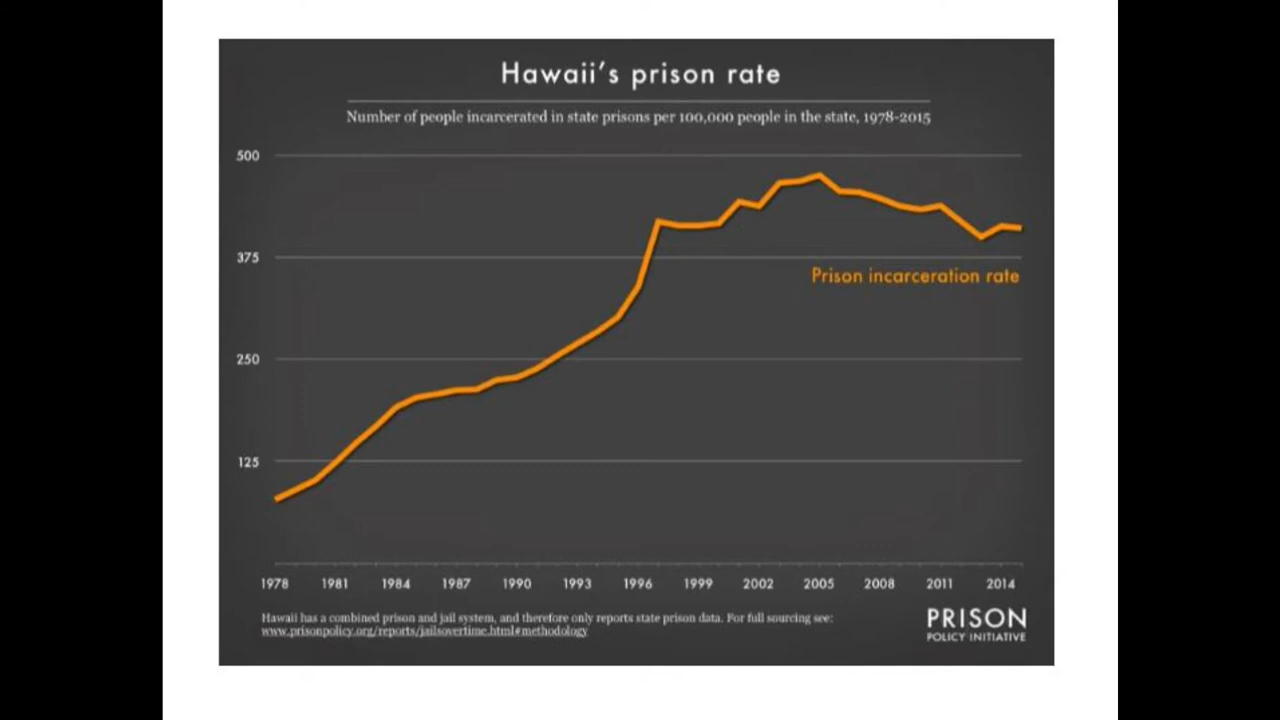 Hawaii's prison rate
Number of people incarcerated in state prisons per 100,000 people in the state, 1978-2015
500
375
Prison incarceration rate
250
125
1978 1981 1984 1987 1990 1993 1996 1999 2002 2005 2008 2011 2014
Hawaii has a combined prison and jail system, and therefore only reports state prison data. For full sourcing see:
www.prisonpolicy.org/reports/jailsovertime.html#methodology
PRISON
POLICY INITIATIVE